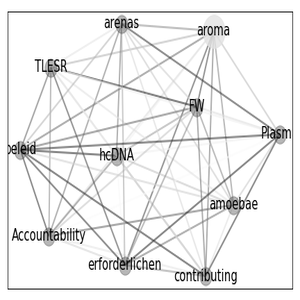 arenas
aroma
TLESR
FW
Plasm
beleid
hcDNA
amoebae
Accountability
erforderlichen
contributing